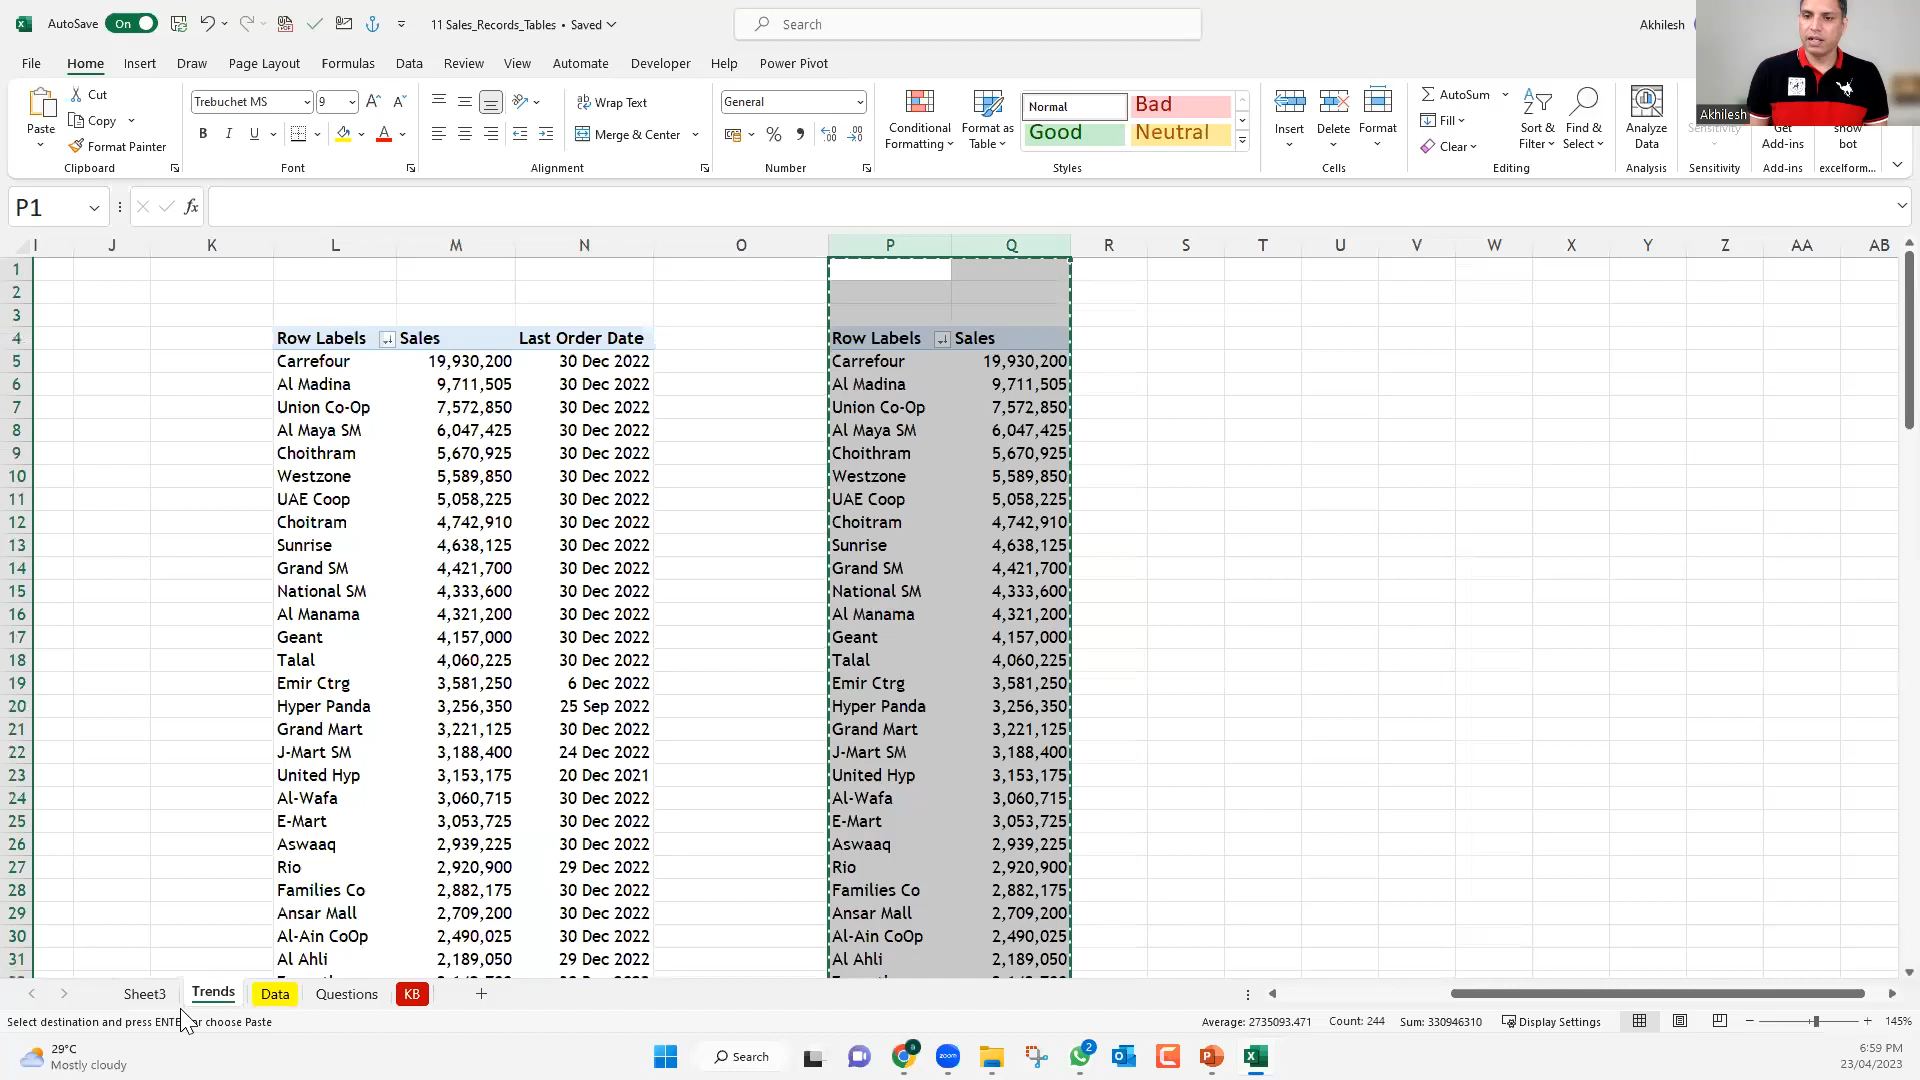 AutoSave On 11 Sales_Records_Tables • Saved Search Akhilesh
File Home Insert Draw Page Layout Formulas Data Review View Automate Developer Help Power Pivot
Paste Cut Copy Format Painter Clipboard
Trebuchet MS 9 B I U A Font
Wrap Text Merge & Center Alignment
General % Number
Conditional Formatting Format as Table Normal Bad Good Neutral Styles
Insert Delete Format Cells
AutoSum Fill Clear Sort & Filter Find & Select Editing
Analyze Data Analysis
Sensitivity Sensitivity
Get Add-ins Add-ins
show bot excelform...
Akhilesh
P1 fx
I J K L M N O P Q R S T U V W X Y Z AA AB
1
2
3
4 Row Labels Sales Last Order Date Row Labels Sales
5 Carrefour 19,930,200 30 Dec 2022 Carrefour 19,930,200
6 Al Madina 9,711,505 30 Dec 2022 Al Madina 9,711,505
7 Union Co-Op 7,572,850 30 Dec 2022 Union Co-Op 7,572,850
8 Al Maya SM 6,047,425 30 Dec 2022 Al Maya SM 6,047,425
9 Choithram 5,670,925 30 Dec 2022 Choithram 5,670,925
10 Westzone 5,589,850 30 Dec 2022 Westzone 5,589,850
11 UAE Coop 5,058,225 30 Dec 2022 UAE Coop 5,058,225
12 Choitram 4,742,910 30 Dec 2022 Choitram 4,742,910
13 Sunrise 4,638,125 30 Dec 2022 Sunrise 4,638,125
14 Grand SM 4,421,700 30 Dec 2022 Grand SM 4,421,700
15 National SM 4,333,600 30 Dec 2022 National SM 4,333,600
16 Al Manama 4,321,200 30 Dec 2022 Al Manama 4,321,200
17 Geant 4,157,000 30 Dec 2022 Geant 4,157,000
18 Talal 4,060,225 30 Dec 2022 Talal 4,060,225
19 Emir Ctrg 3,581,250 6 Dec 2022 Emir Ctrg 3,581,250
20 Hyper Panda 3,256,350 25 Sep 2022 Hyper Panda 3,256,350
21 Grand Mart 3,221,125 30 Dec 2022 Grand Mart 3,221,125
22 J-Mart SM 3,188,400 24 Dec 2022 J-Mart SM 3,188,400
23 United Hyp 3,153,175 20 Dec 2021 United Hyp 3,153,175
24 Al-Wafa 3,060,715 30 Dec 2022 Al-Wafa 3,060,715
25 E-Mart 3,053,725 30 Dec 2022 E-Mart 3,053,725
26 Aswaaq 2,939,225 30 Dec 2022 Aswaaq 2,939,225
27 Rio 2,920,900 29 Dec 2022 Rio 2,920,900
28 Families Co 2,882,175 30 Dec 2022 Families Co 2,882,175
29 Ansar Mall 2,709,200 30 Dec 2022 Ansar Mall 2,709,200
30 Al-Ain CoOp 2,490,025 30 Dec 2022 Al-Ain CoOp 2,490,025
31 Al Ahli 2,189,050 29 Dec 2022 Al Ahli 2,189,050
Sheet3 Trends Data Questions KB
Select destination and press ENTE or choose Paste Average: 2735093.471 Count: 244 Sum: 330946310 Display Settings 145%
29°C
Mostly cloudy
Search
zoom
2
6:59 PM
23/04/2023